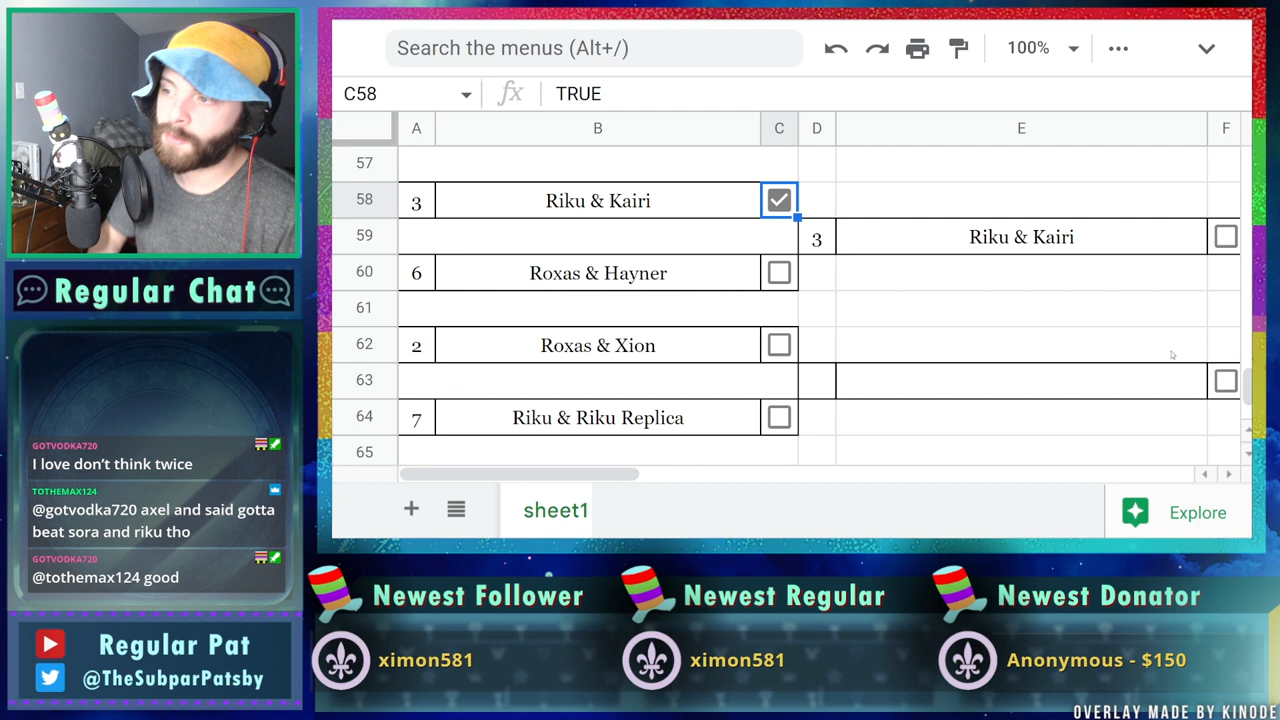 Search the menus (Alt+/)
100%
C58
fx
TRUE
A B C D E F
57
58 3 Riku & Kairi
59 3 Riku & Kairi
60 6 Roxas & Hayner
61
62 2 Roxas & Xion
63
64 7 Riku & Riku Replica
65
sheet1
Explore
Regular Chat
GOTVODKA720
I love don't think twice
TOTHEMAX124
@gotvodka720 axel and said gotta
beat sora and riku tho
GOTVODKA720
@tothemax124 good
Regular Pat
@TheSubparPatsby
Newest Follower
ximon581
Newest Regular
ximon581
Newest Donator
Anonymous - $150
OVERLAY MADE BY KINODE